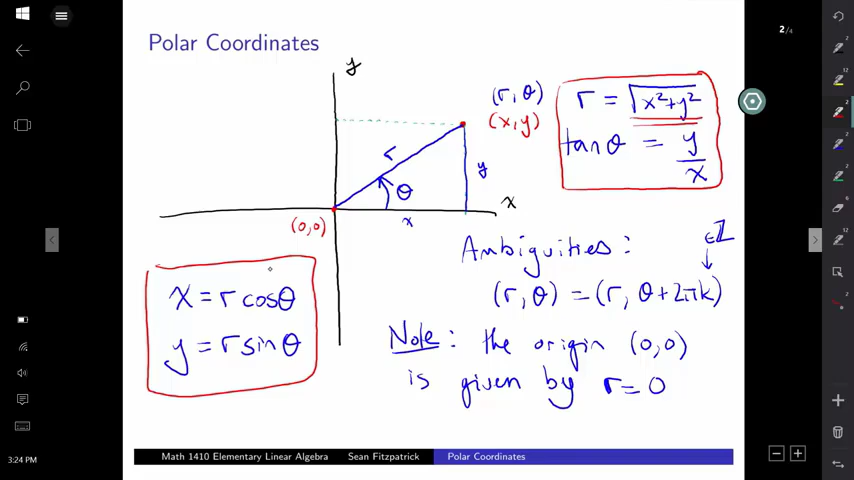 2/4
Polar Coordinates
y
(r, θ)
(x, y)
r = √x²+y²
tan θ = y/x
r
θ
y
x
x
(0,0)
x = r cosθ
y = r sin θ
Ambiguities :
∈ℤ
(r, θ) = (r, θ+2πk)
Note : the origin (0,0)
is given by r = 0
3:24 PM
Math 1410 Elementary Linear Algebra Sean Fitzpatrick Polar Coordinates